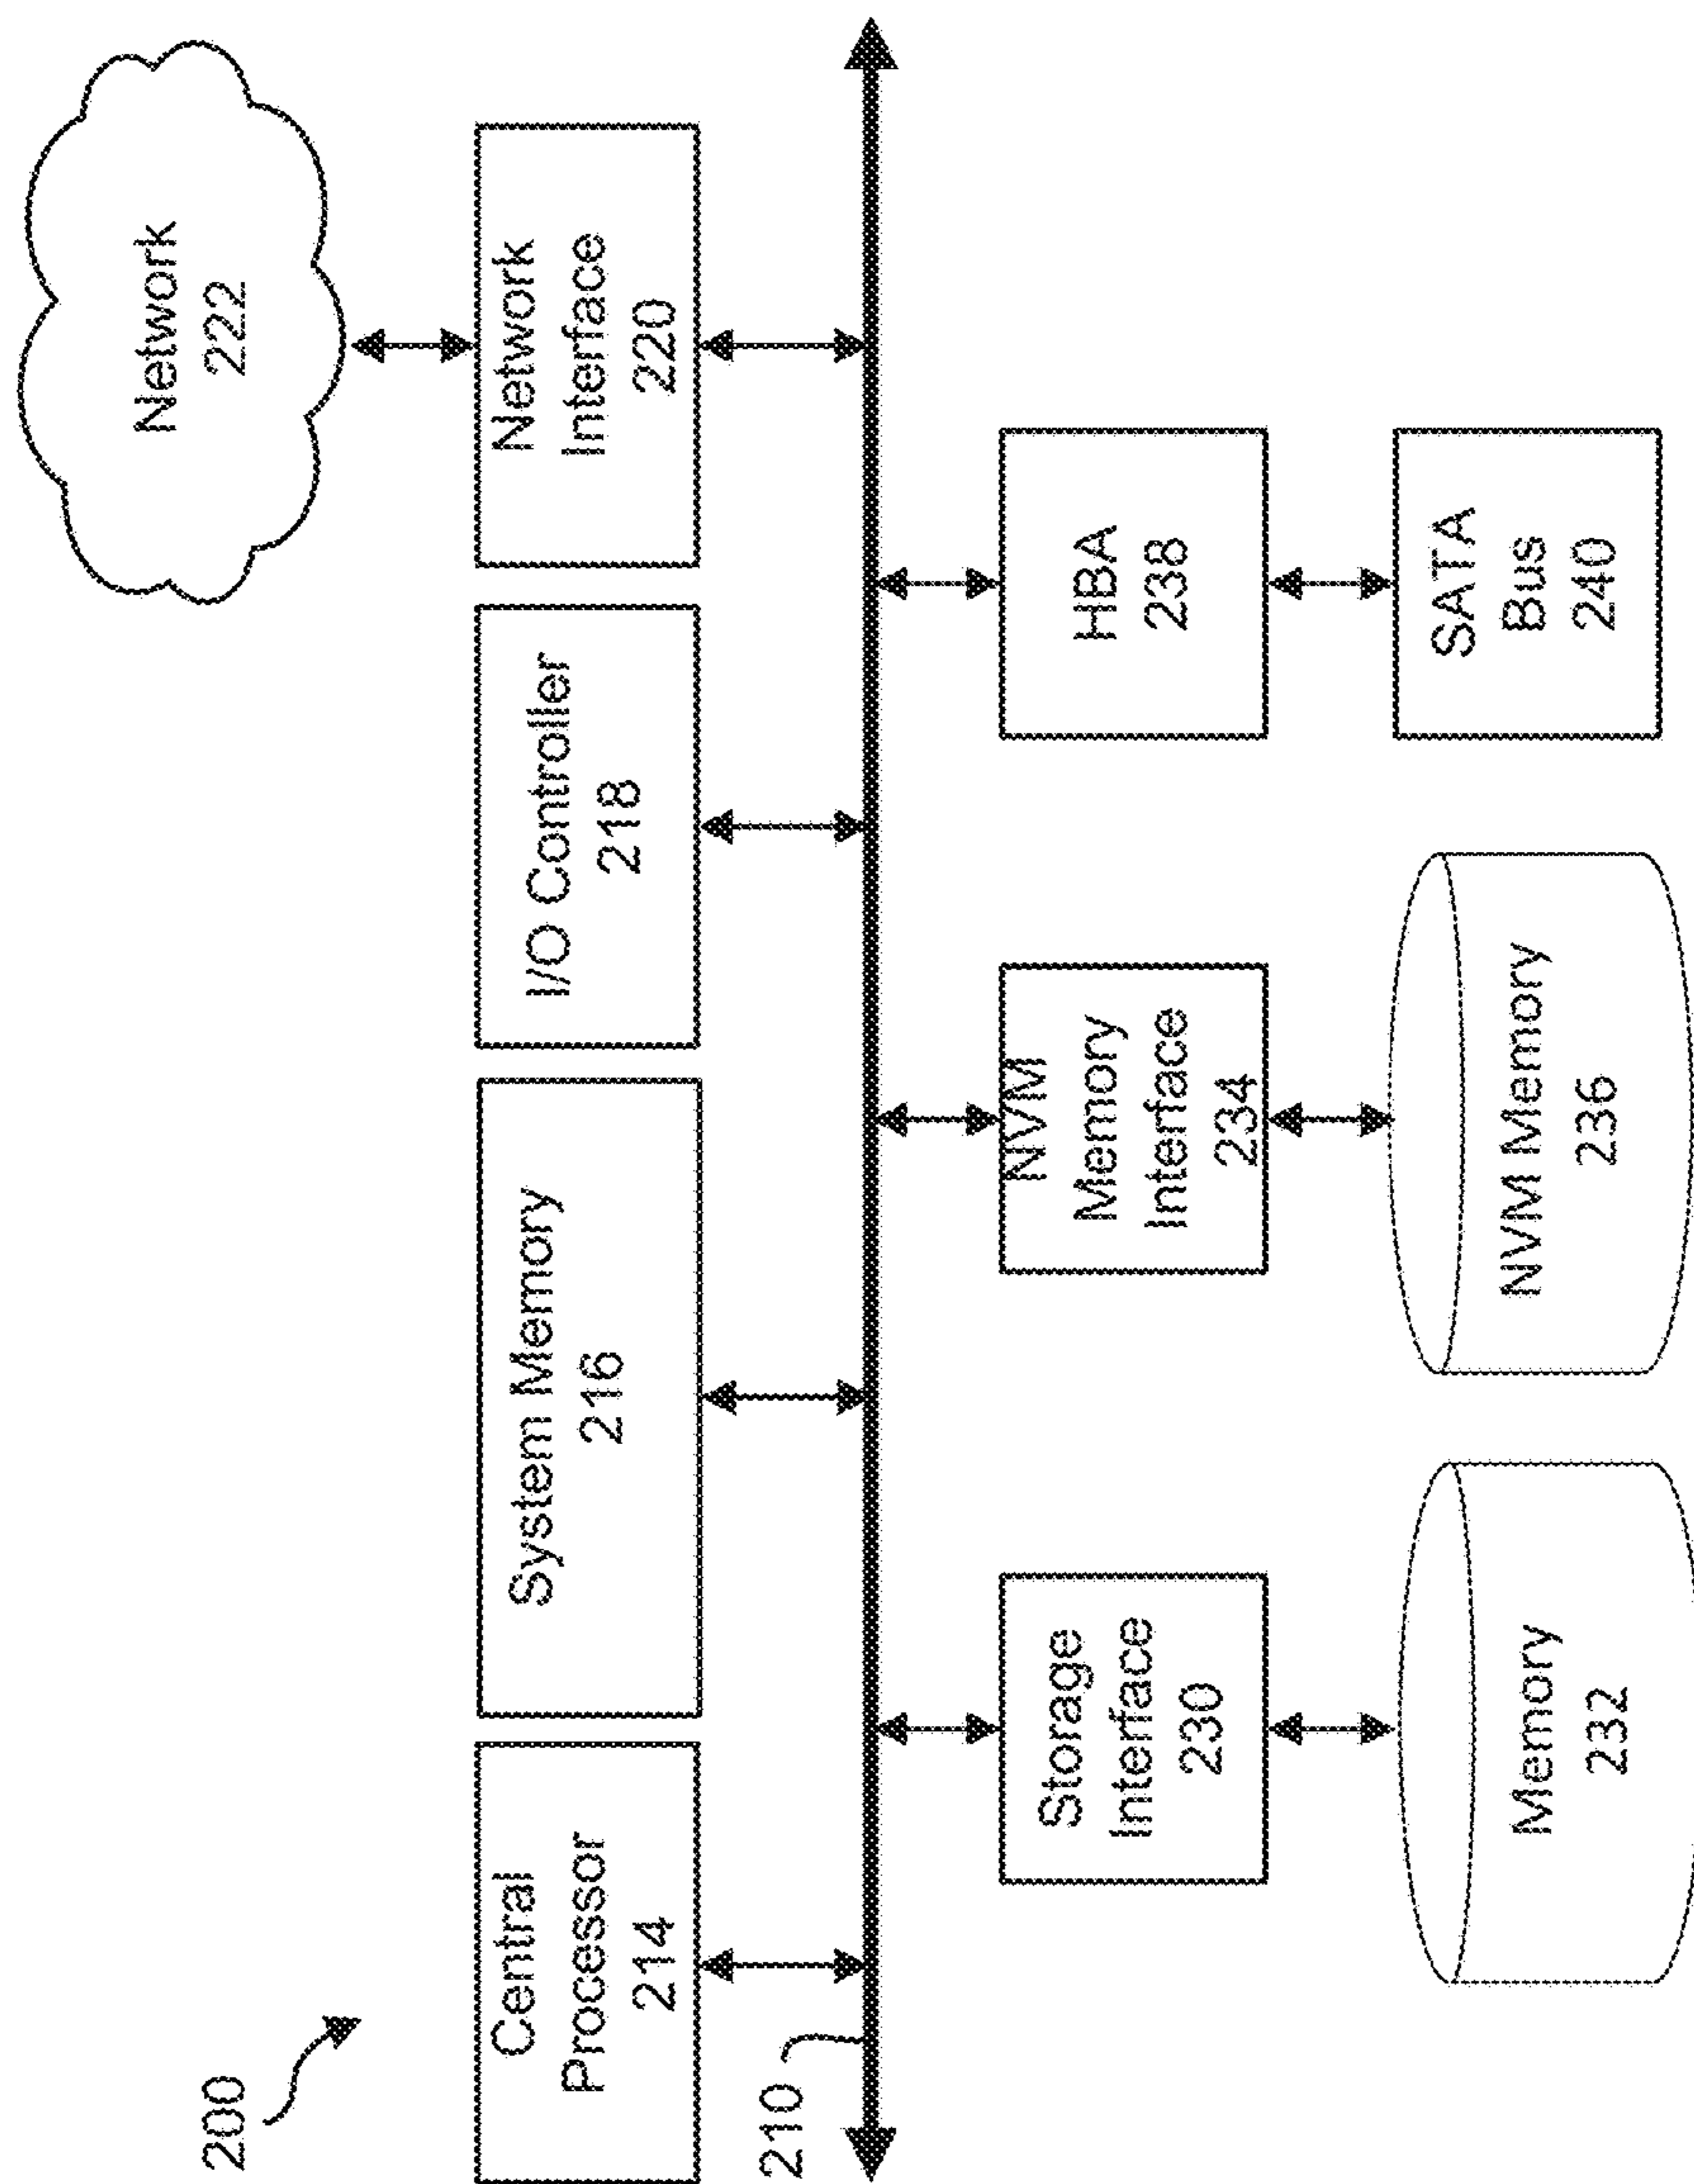 200
Network
222
Central
Processor
214
System Memory
216
I/O Controller
218
Network
Interface
220
210
Storage
Interface
230
NVM
Memory
Interface
234
HBA
238
Memory
232
NVM Memory
236
SATA
Bus
240